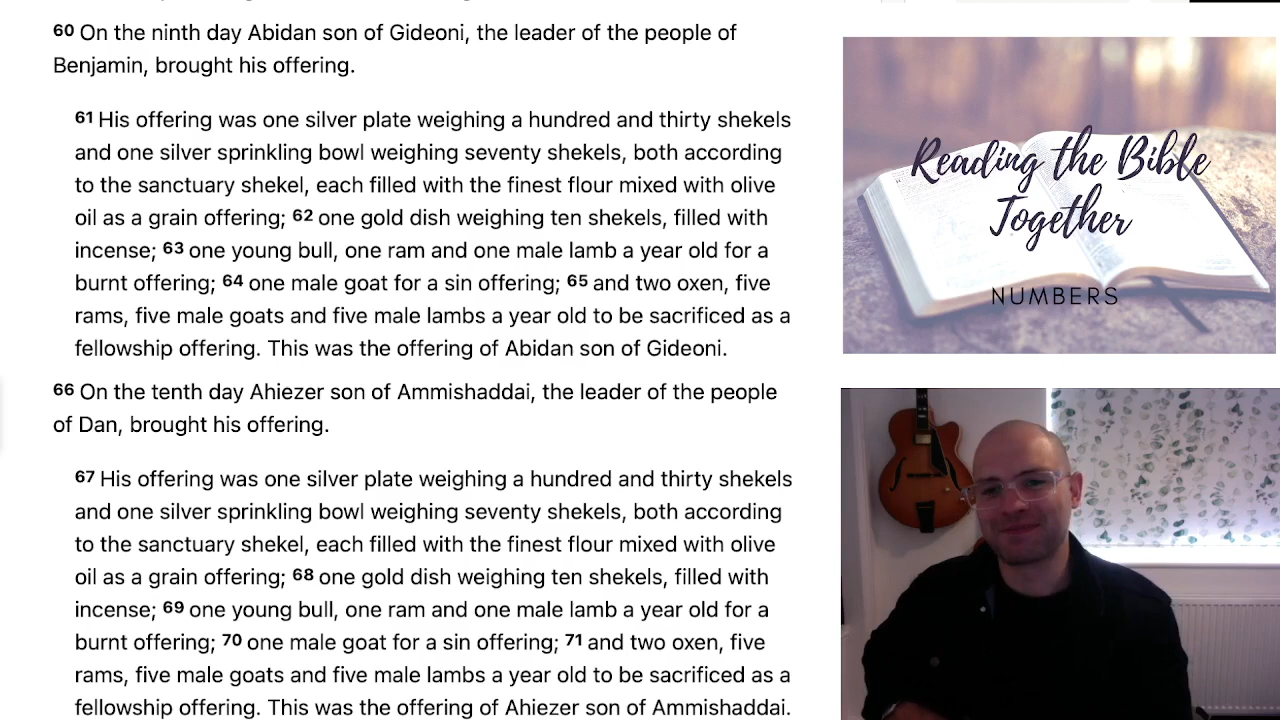 60 On the ninth day Abidan son of Gideoni, the leader of the people of
Benjamin, brought his offering.
61 His offering was one silver plate weighing a hundred and thirty shekels
and one silver sprinkling bowl weighing seventy shekels, both according
to the sanctuary shekel, each filled with the finest flour mixed with olive
oil as a grain offering; 62 one gold dish weighing ten shekels, filled with
incense; 63 one young bull, one ram and one male lamb a year old for a
burnt offering; 64 one male goat for a sin offering; 65 and two oxen, five
rams, five male goats and five male lambs a year old to be sacrificed as a
fellowship offering. This was the offering of Abidan son of Gideoni.
66 On the tenth day Ahiezer son of Ammishaddai, the leader of the people
of Dan, brought his offering.
67 His offering was one silver plate weighing a hundred and thirty shekels
and one silver sprinkling bowl weighing seventy shekels, both according
to the sanctuary shekel, each filled with the finest flour mixed with olive
oil as a grain offering; 68 one gold dish weighing ten shekels, filled with
incense; 69 one young bull, one ram and one male lamb a year old for a
burnt offering; 70 one male goat for a sin offering; 71 and two oxen, five
rams, five male goats and five male lambs a year old to be sacrificed as a
fellowship offering. This was the offering of Ahiezer son of Ammishaddai.
Reading the Bible
Together
NUMBERS